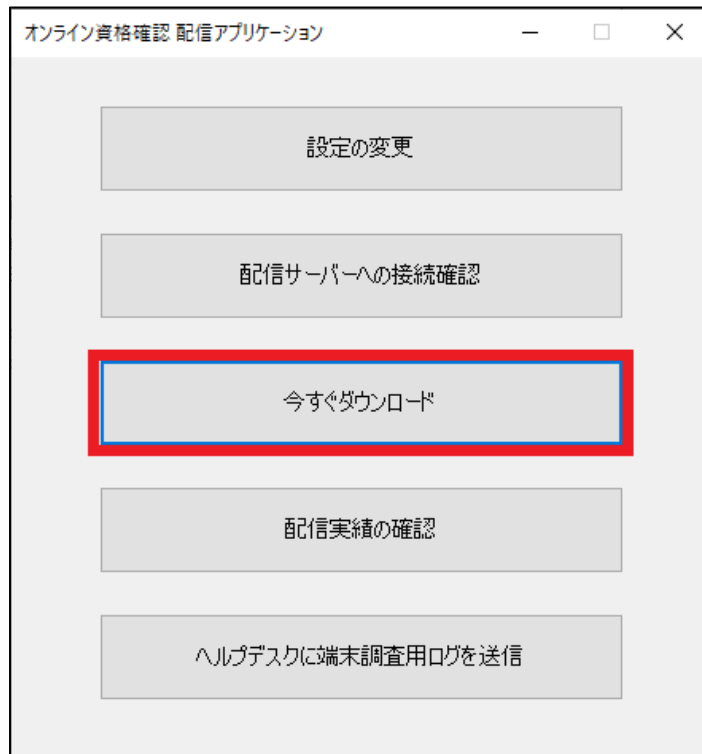 オンライン資格確認 配信アプリケーション
設定の変更
配信サーバーへの接続確認
今すぐダウンロード
配信実績の確認
ヘルプデスクに端末調査用ログを送信